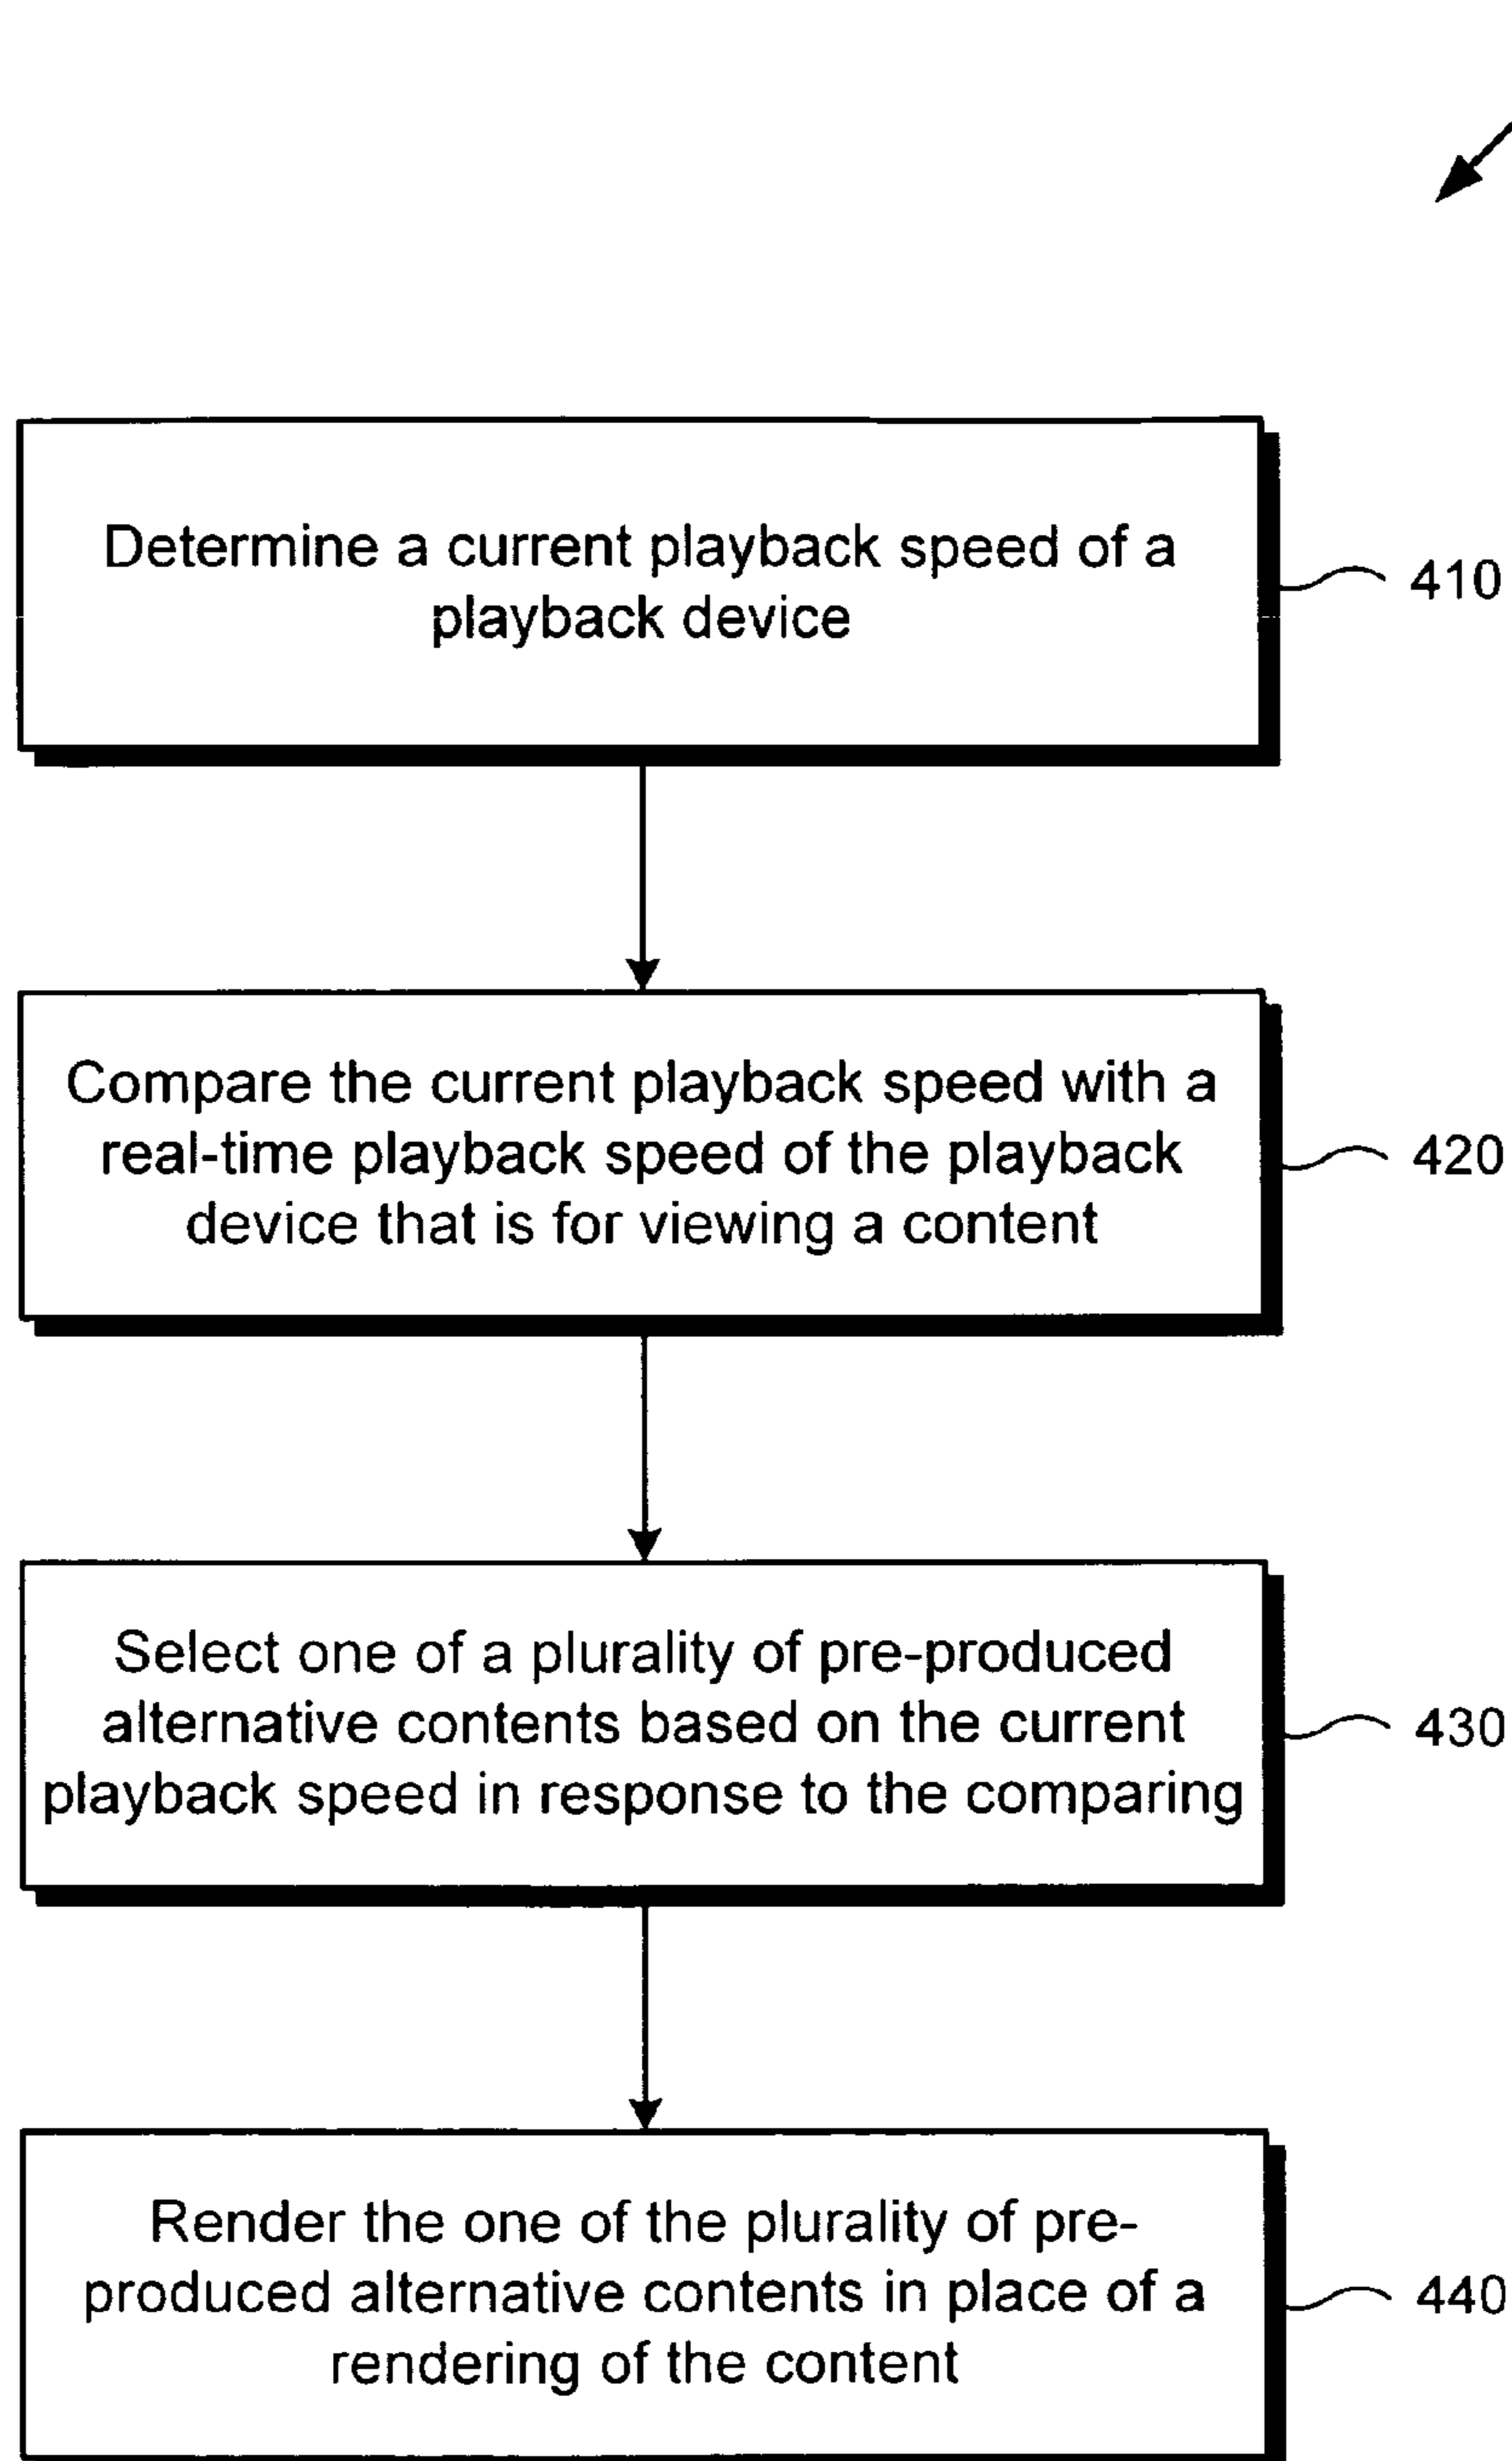 Determine a current playback speed of a
playback device
410
Compare the current playback speed with a
real-time playback speed of the playback
device that is for viewing a content
420
Select one of a plurality of pre-produced
alternative contents based on the current
playback speed in response to the comparing
430
Render the one of the plurality of pre-
produced alternative contents in place of a
rendering of the content
440